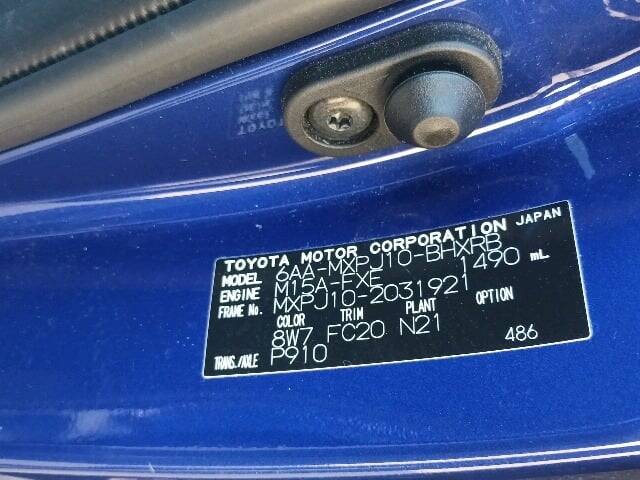 TOYOTA MOTOR CORPORATION JAPAN
MODEL 6AA-MXPJ10-BHXRB
ENGINE M15A-FXE 1490 mL
FRAME No. MXPJ10-2031921
COLOR TRIM PLANT OPTION
8W7 FC20 N21
TRANS./AXLE P910 486